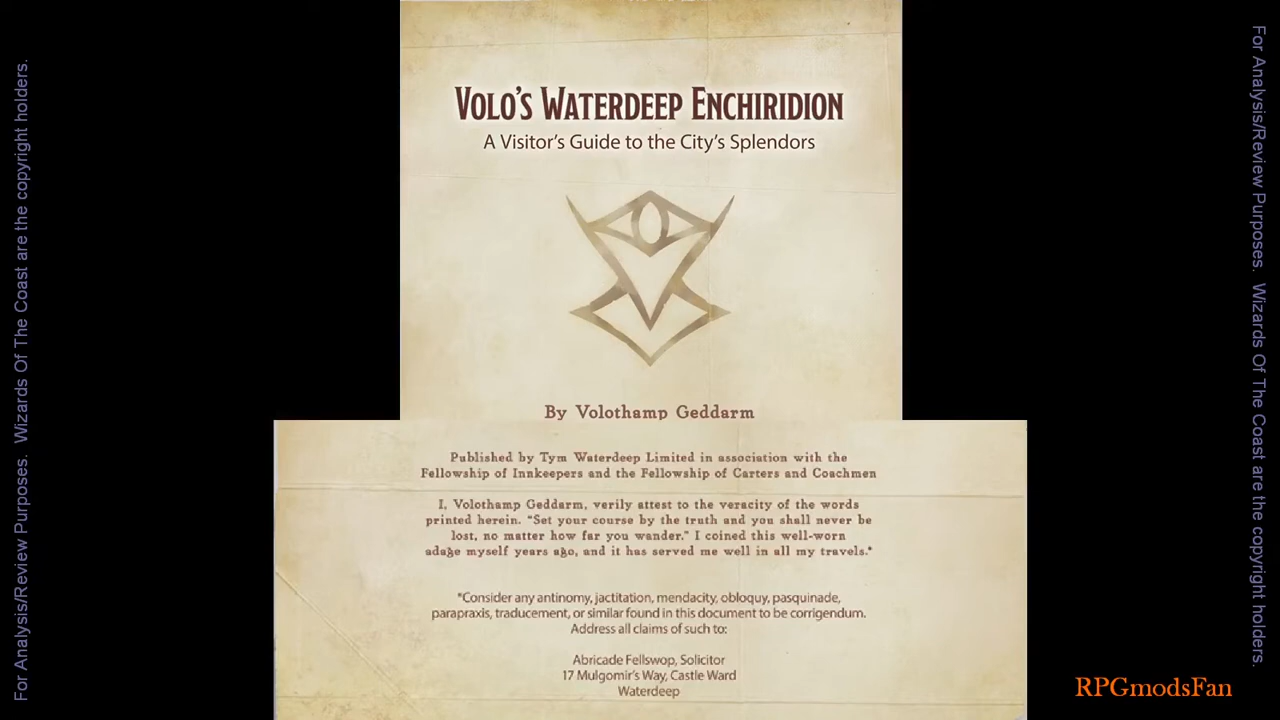 For Analysis/Review Purposes.  Wizards Of The Coast are the copyright holders.
VOLO'S WATERDEEP ENCHIRIDION
A Visitor's Guide to the City's Splendors
By Volothamp Geddarm
Published by Tym Waterdeep Limited in association with the
Fellowship of Innkeepers and the Fellowship of Carters and Coachmen
I, Volothamp Geddarm, verily attest to the veracity of the words
printed herein. "Set your course by the truth and you shall never be
lost, no matter how far you wander." I coined this well-worn
adage myself years ago, and it has served me well in all my travels.*
*Consider any antinomy, jactitation, mendacity, obloquy, pasquinade,
parapraxis, traducement, or similar found in this document to be corrigendum.
Address all claims of such to:
Abricade Fellswop, Solicitor
17 Mulgomir's Way, Castle Ward
Waterdeep
For Analysis/Review Purposes.  Wizards Of The Coast are the copyright holders.
RPGmodsFan